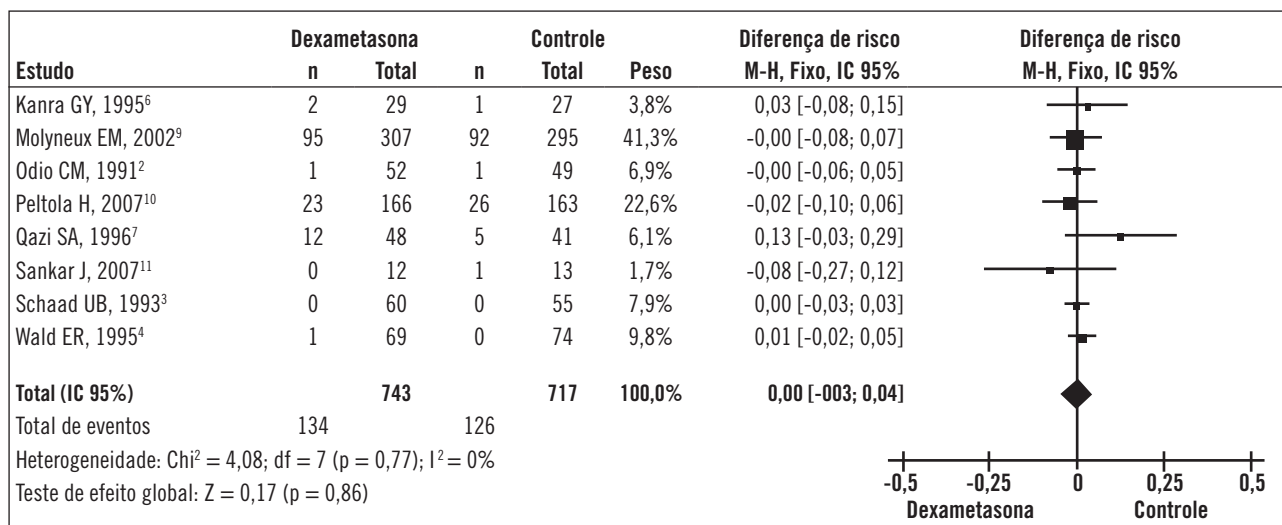 Dexametasona Controle Diferença de risco Diferença de risco
Estudo n Total n Total Peso M-H, Fixo, IC 95% M-H, Fixo, IC 95%
Kanra GY, 1995⁶ 2 29 1 27 3,8% 0,03 [-0,08; 0,15]
Molyneux EM, 2002⁹ 95 307 92 295 41,3% -0,00 [-0,08; 0,07]
Odio CM, 1991² 1 52 1 49 6,9% -0,00 [-0,06; 0,05]
Peltola H, 2007¹⁰ 23 166 26 163 22,6% -0,02 [-0,10; 0,06]
Qazi SA, 1996⁷ 12 48 5 41 6,1% 0,13 [-0,03; 0,29]
Sankar J, 2007¹¹ 0 12 1 13 1,7% -0,08 [-0,27; 0,12]
Schaad UB, 1993³ 0 60 0 55 7,9% 0,00 [-0,03; 0,03]
Wald ER, 1995⁴ 1 69 0 74 9,8% 0,01 [-0,02; 0,05]
Total (IC 95%) 743 717 100,0% 0,00 [-003; 0,04]
Total de eventos 134 126
Heterogeneidade: Chi² = 4,08; df = 7 (p = 0,77); I² = 0%
Teste de efeito global: Z = 0,17 (p = 0,86)
-0,5 -0,25 0 0,25 0,5
Dexametasona Controle